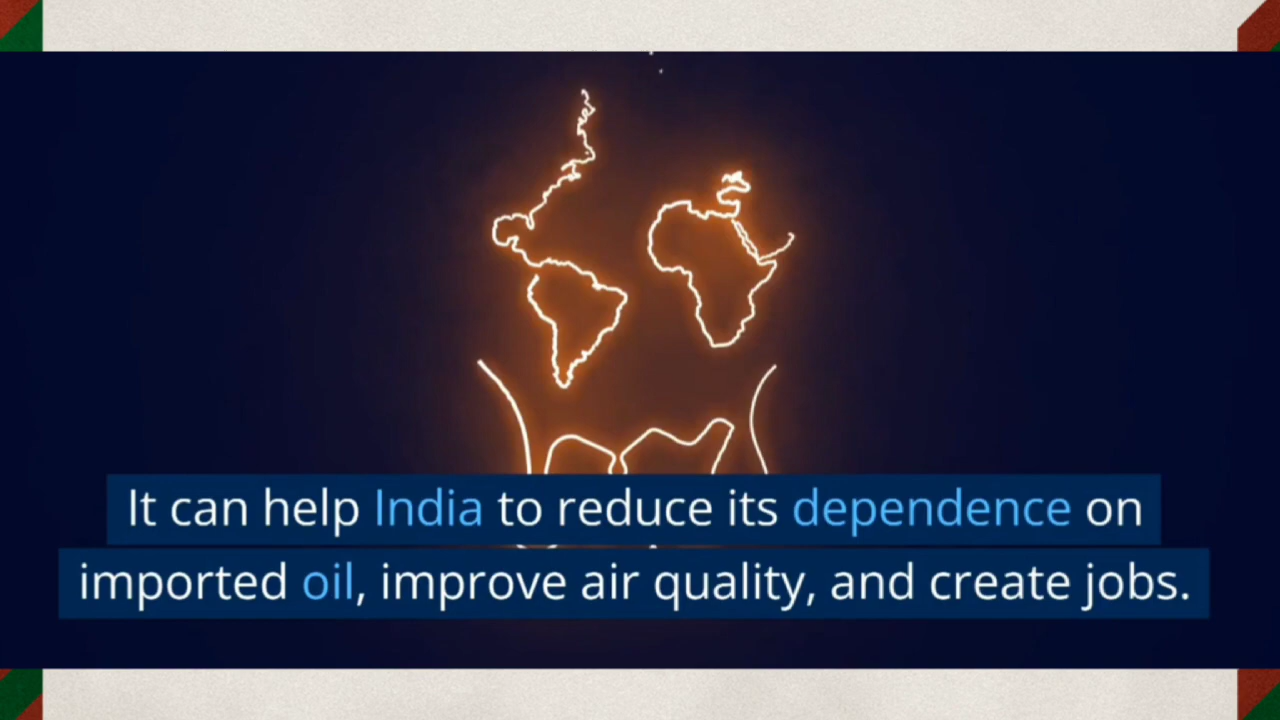 It can help India to reduce its dependence on
imported oil, improve air quality, and create jobs.